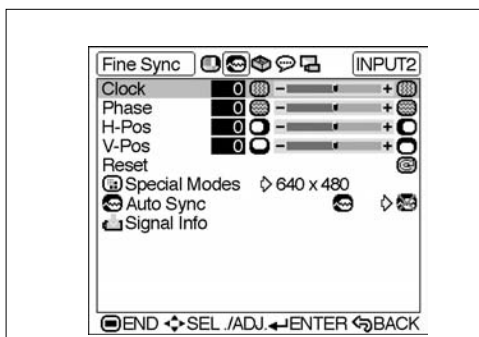 Fine Sync INPUT2
Clock 0 - +
Phase 0 - +
H-Pos 0 - +
V-Pos 0 - +
Reset
Special Modes 640 x 480
Auto Sync
Signal Info
END SEL./ADJ. ENTER BACK